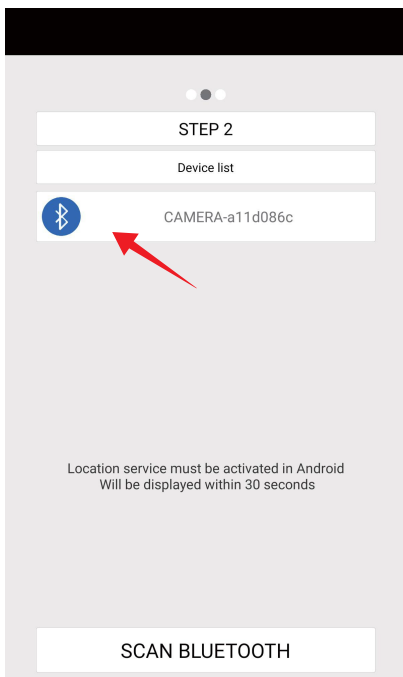 STEP 2
Device list
CAMERA-a11d086c
Location service must be activated in Android
Will be displayed within 30 seconds
SCAN BLUETOOTH